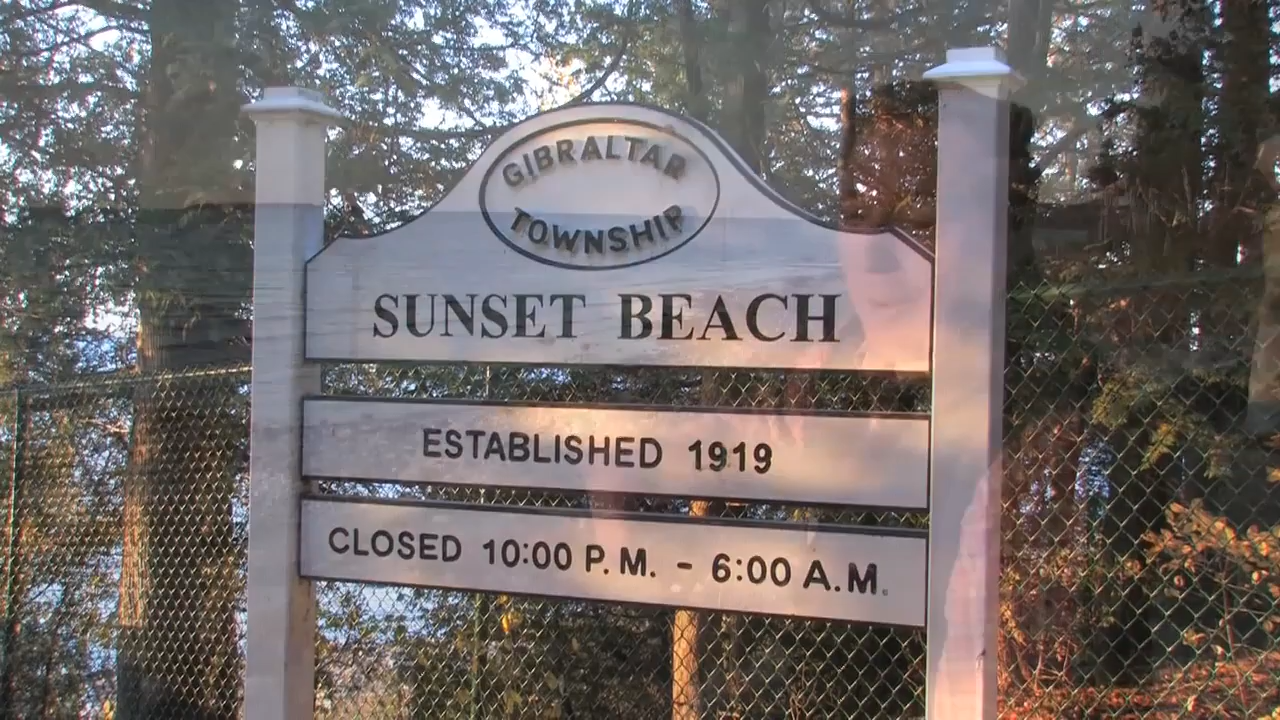 GIBRALTAR
TOWNSHIP
SUNSET BEACH
ESTABLISHED 1919
CLOSED 10:00 P.M. - 6:00 A.M.